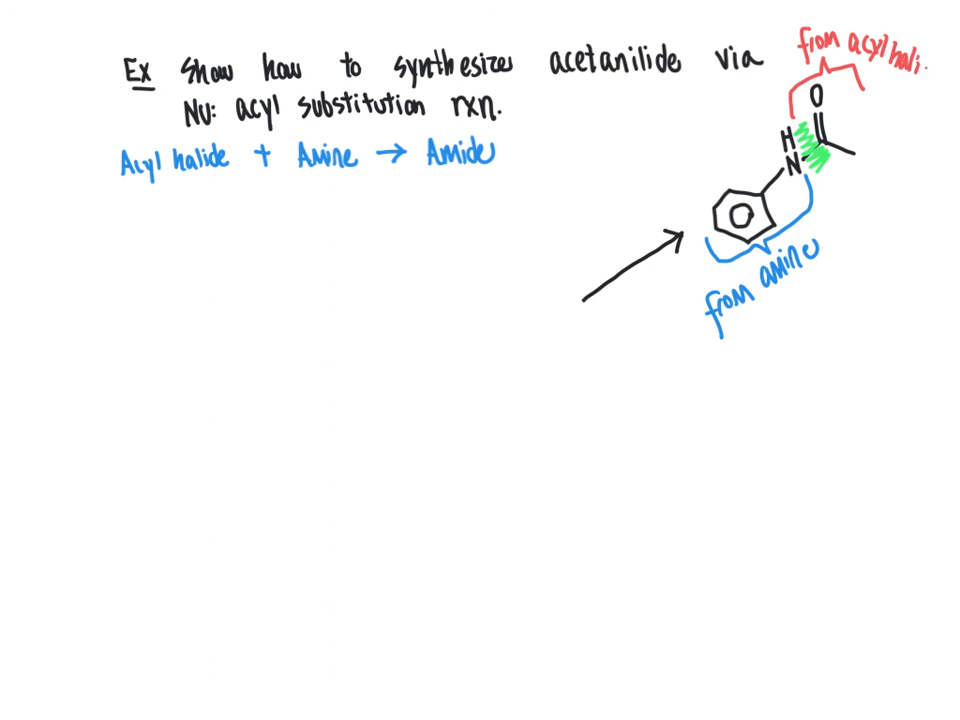 Ex Show how to synthesize acetanilide via
Nu: acyl substitution rxn.
Acyl halide + Amine → Amide
from acyl hali.
O
H
N
from amine